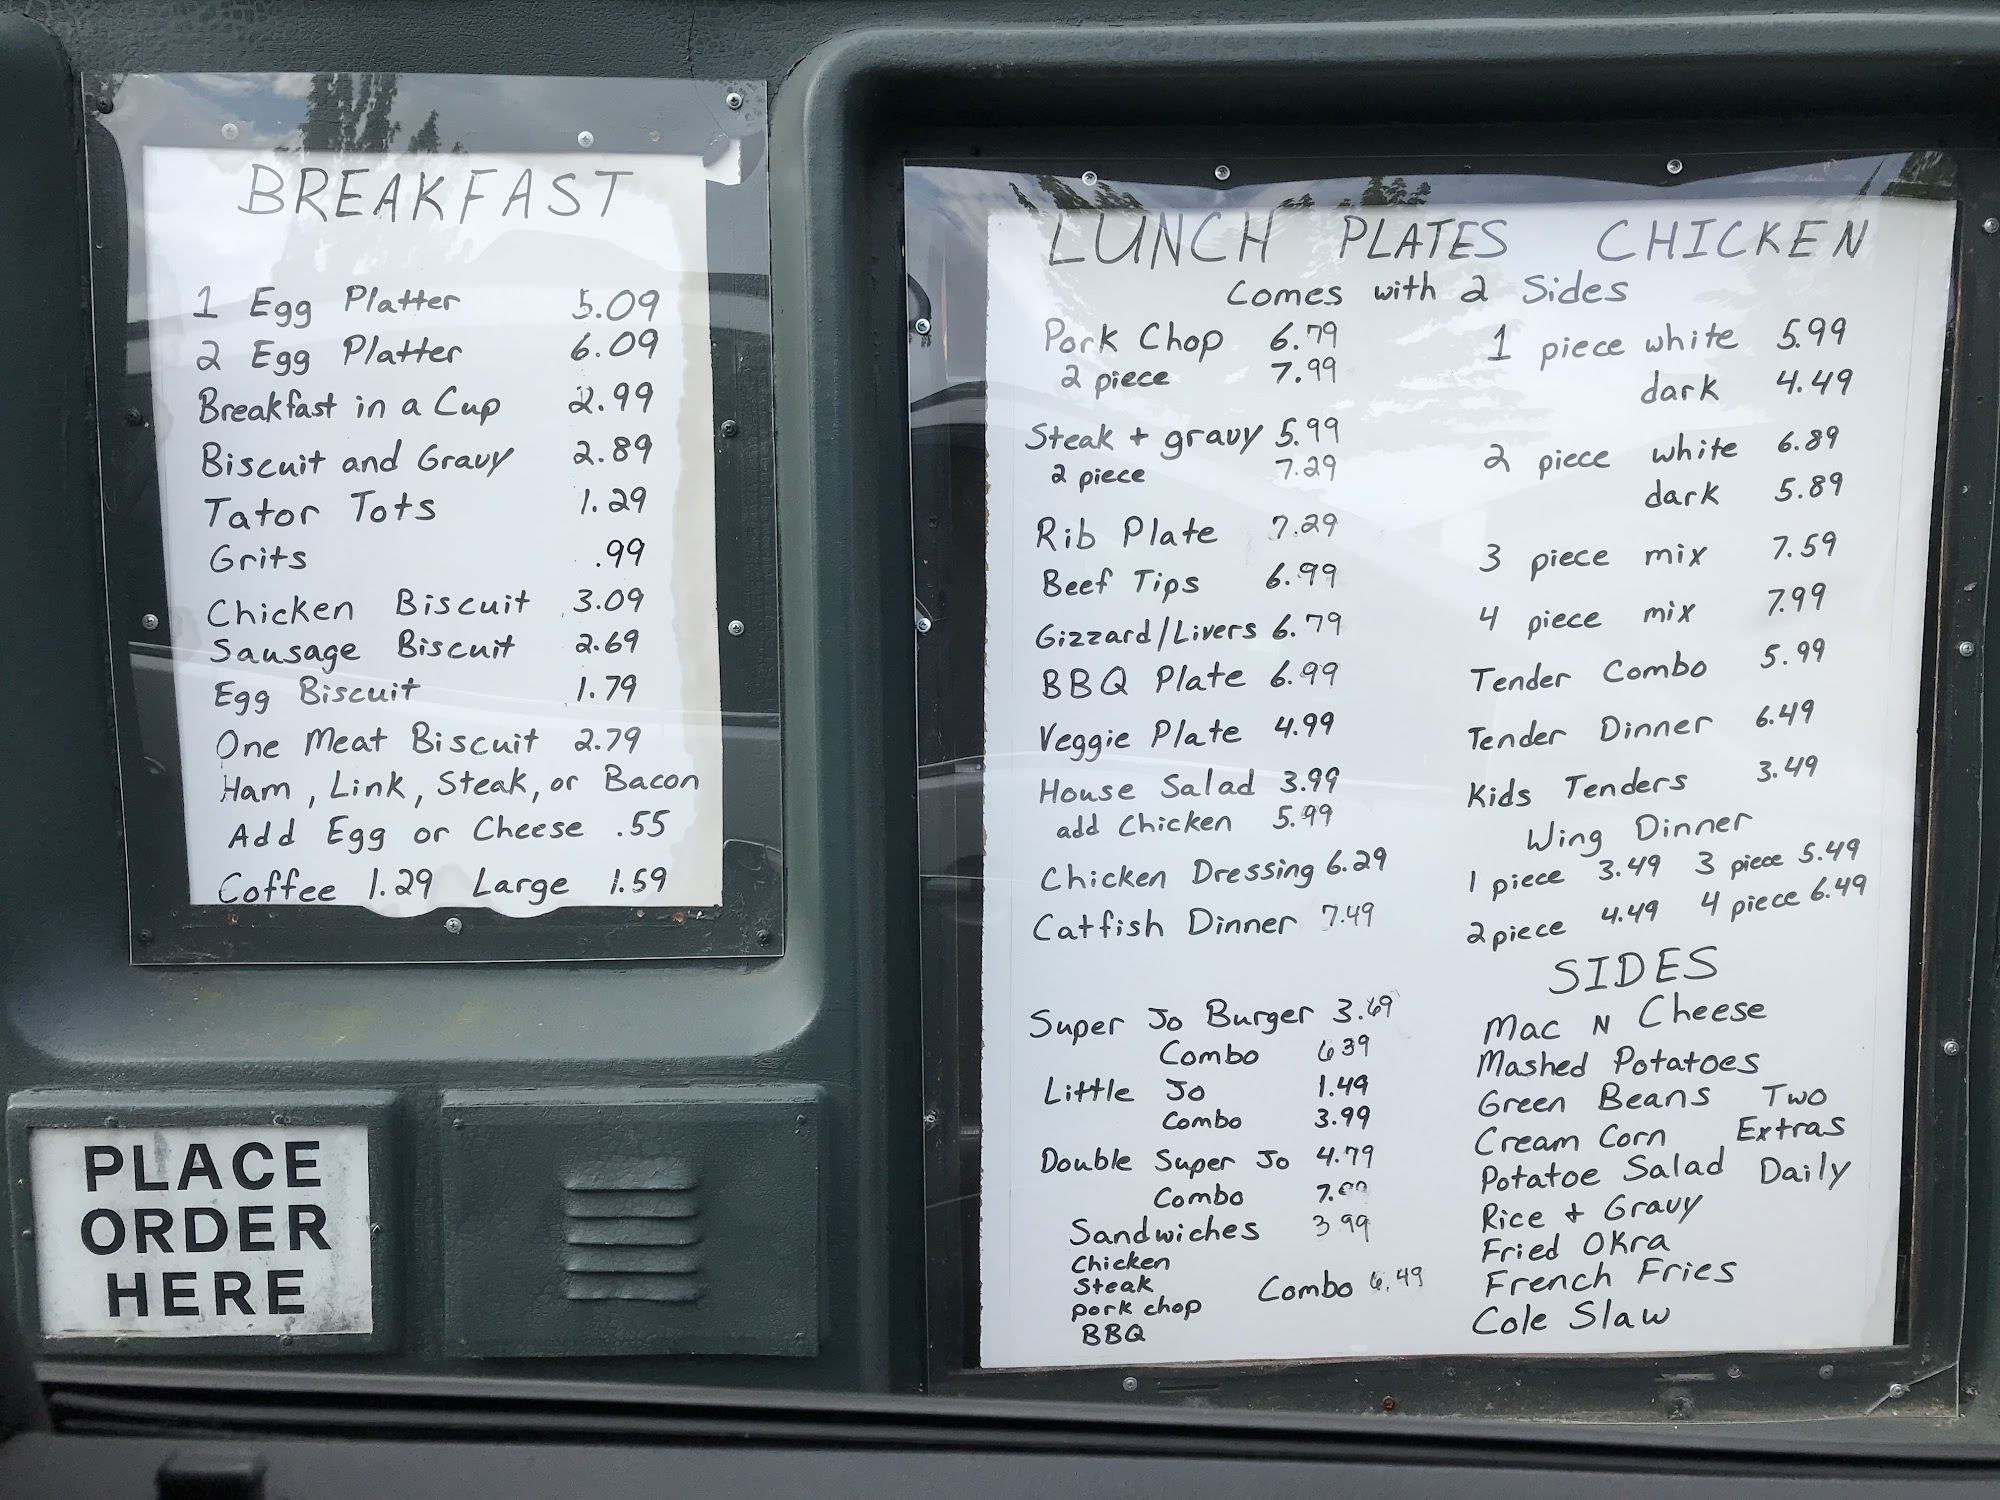 BREAKFAST
1 Egg Platter 5.09
2 Egg Platter 6.09
Breakfast in a Cup 2.99
Biscuit and Gravy 2.89
Tator Tots 1.29
Grits .99
Chicken Biscuit 3.09
Sausage Biscuit 2.69
Egg Biscuit 1.79
One Meat Biscuit 2.79
Ham, Link, Steak, or Bacon
Add Egg or Cheese .55
Coffee 1.29 Large 1.59
PLACE
ORDER
HERE
LUNCH PLATES CHICKEN
Comes with 2 Sides
Pork Chop 6.79
2 piece 7.99
Steak + gravy 5.99
2 piece 7.29
Rib Plate 7.29
Beef Tips 6.99
Gizzard/Livers 6.79
BBQ Plate 6.99
Veggie Plate 4.99
House Salad 3.99
add Chicken 5.99
Chicken Dressing 6.29
Catfish Dinner 7.49
Super Jo Burger 3.69
Combo 6 39
Little Jo 1.49
Combo 3.99
Double Super Jo 4.79
Combo
Sandwiches 3 99
Chicken
Steak
pork chop
BBQ
Combo 6.49
1 piece white 5.99
dark 4.49
2 piece white 6.89
dark 5.89
3 piece mix 7.59
4 piece mix 7.99
Tender Combo 5.99
Tender Dinner 6.49
Kids Tenders 3.49
Wing Dinner
1 piece 3.49 3 piece 5.49
2 piece 4.49 4 piece 6.49
SIDES
Mac N Cheese
Mashed Potatoes
Green Beans
Cream Corn
Potatoe Salad
Rice + Gravy
Fried Okra
French Fries
Cole Slaw
Two
Extras
Daily